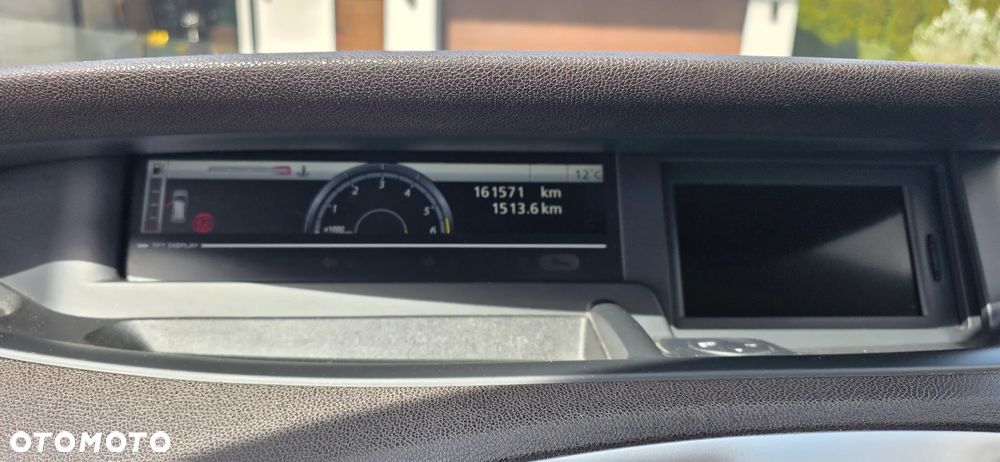 12°C
161571 km
1513.6 km
1 2 3 4 5 6
x1000
TFT DISPLAY
OTOMOTO